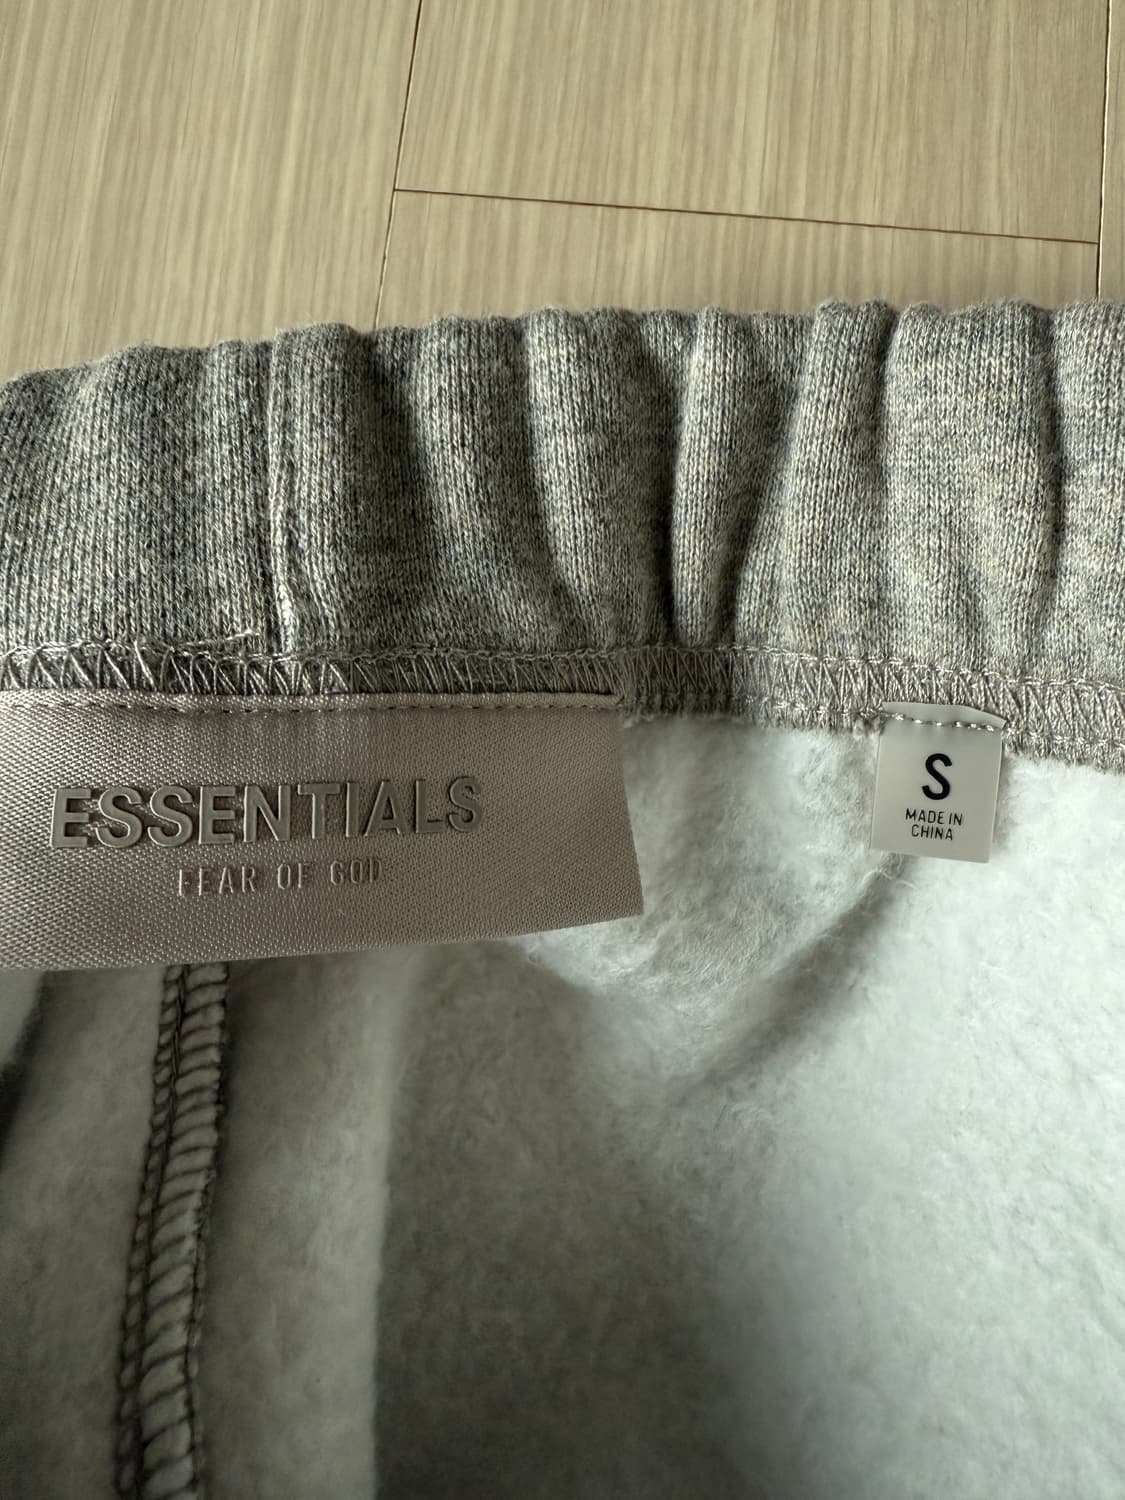 ESSENTIALS
FEAR OF GOD
S
MADE IN
CHINA